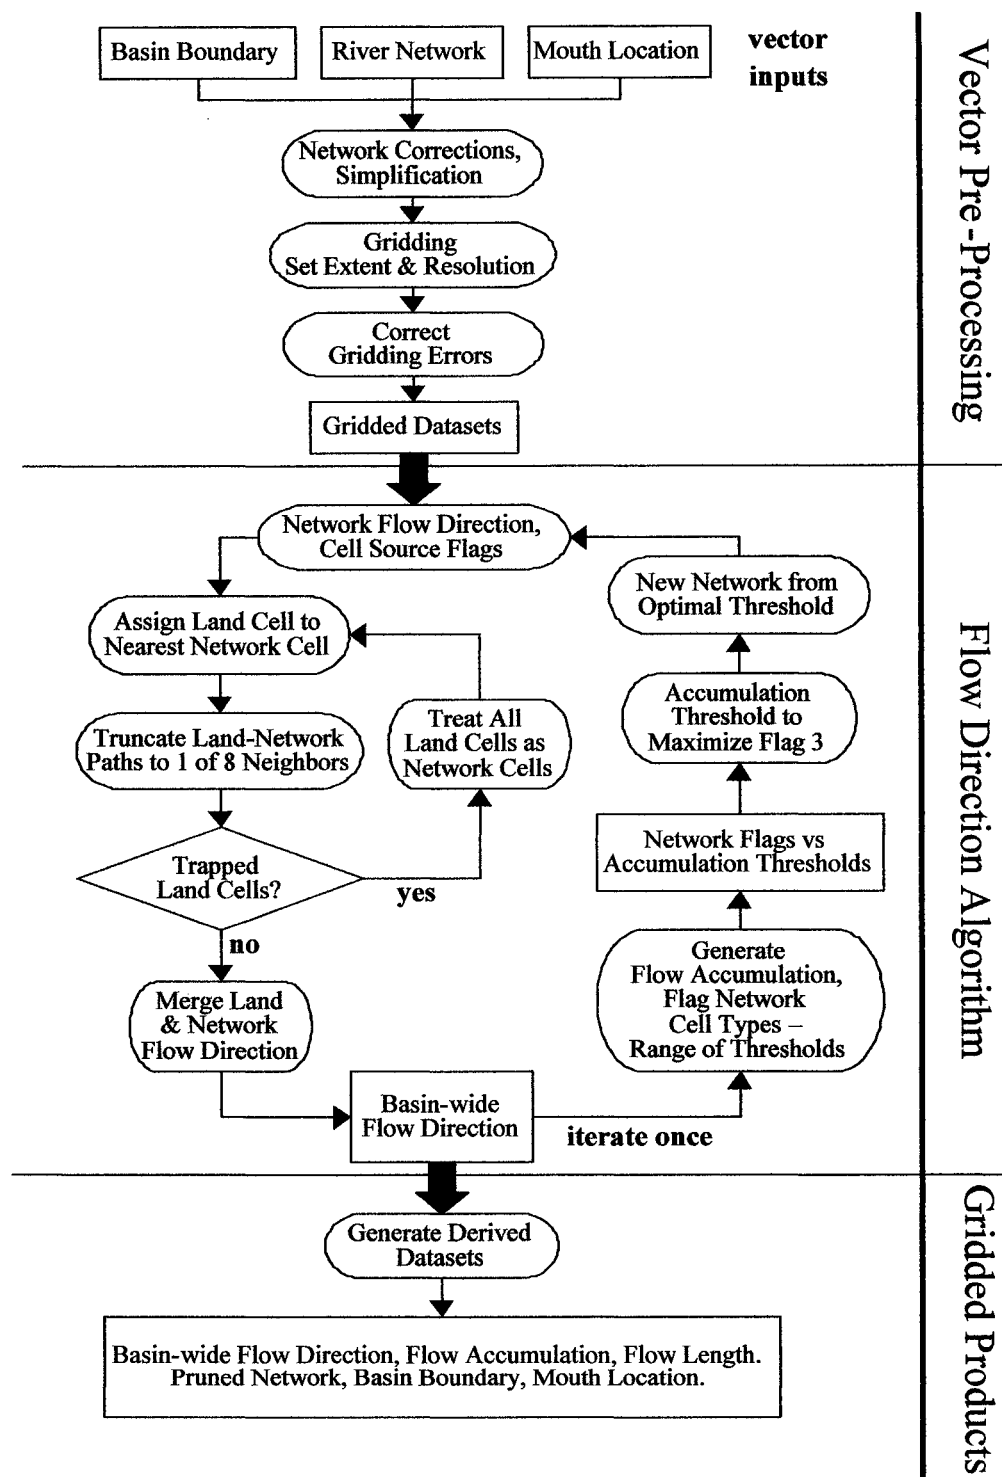 Basin Boundary
River Network
Mouth Location
vector
inputs
Network Corrections,
Simplification
Gridding
Set Extent & Resolution
Correct
Gridding Errors
Gridded Datasets
Vector Pre-Processing
Network Flow Direction,
Cell Source Flags
Assign Land Cell to
Nearest Network Cell
Truncate Land-Network
Paths to 1 of 8 Neighbors
Trapped
Land Cells?
yes
no
Treat All
Land Cells as
Network Cells
Merge Land
& Network
Flow Direction
Basin-wide
Flow Direction
iterate once
Generate
Flow Accumulation,
Flag Network
Cell Types –
Range of Thresholds
Network Flags vs
Accumulation Thresholds
Accumulation
Threshold to
Maximize Flag 3
New Network from
Optimal Threshold
Flow Direction Algorithm
Generate Derived
Datasets
Basin-wide Flow Direction, Flow Accumulation, Flow Length.
Pruned Network, Basin Boundary, Mouth Location.
Gridded Products